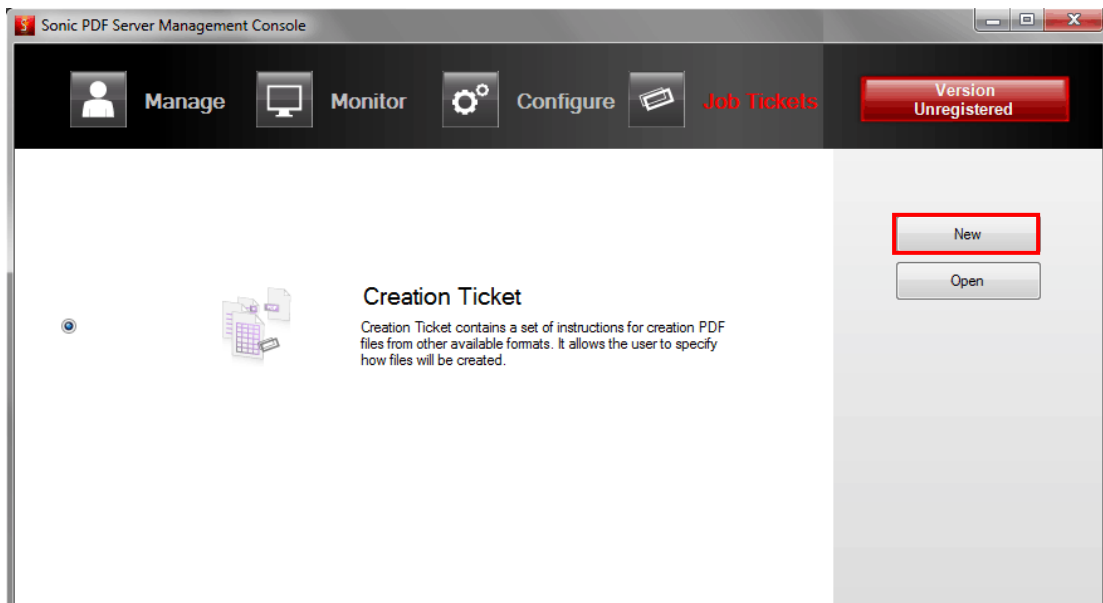 Sonic PDF Server Management Console
Manage
Monitor
Configure
Job Tickets
Version
Unregistered
New
Open
Creation Ticket
Creation Ticket contains a set of instructions for creation PDF
files from other available formats. It allows the user to specify
how files will be created.